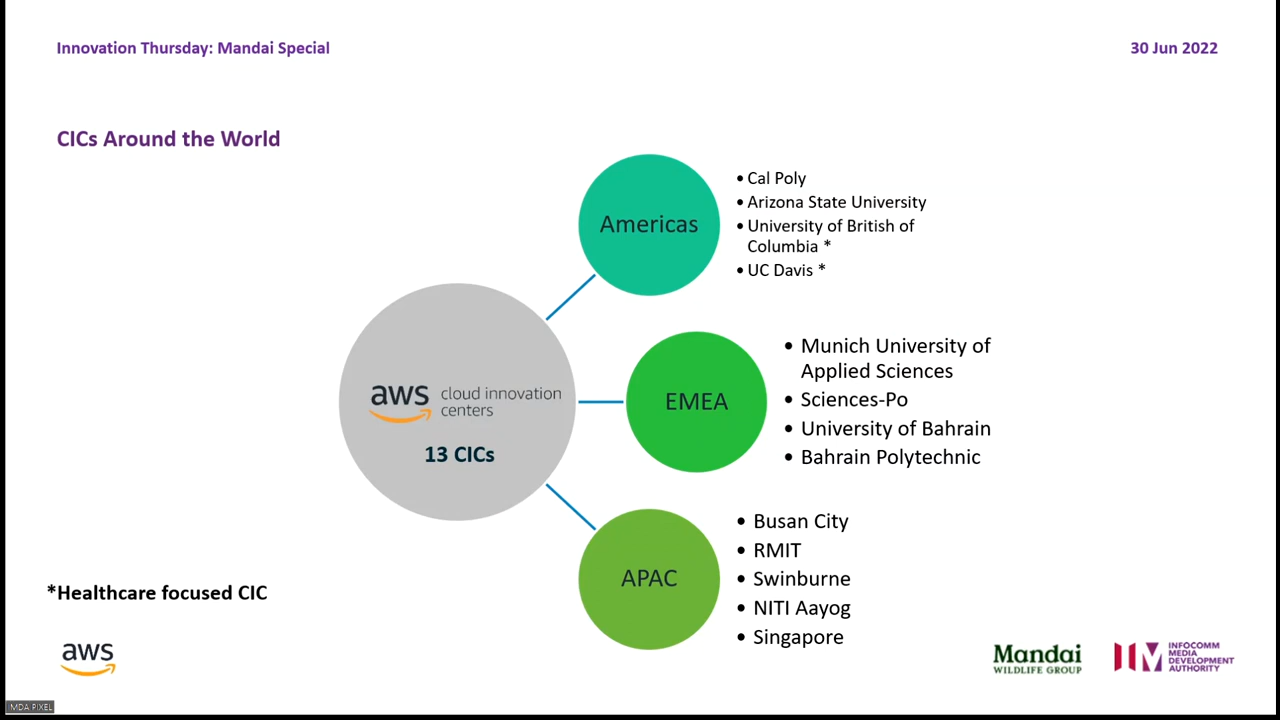 Innovation Thursday: Mandai Special
30 Jun 2022
CICs Around the World
Americas
• Cal Poly
• Arizona State University
• University of British of
Columbia *
• UC Davis *
aws cloud innovation
centers
13 CICs
EMEA
• Munich University of
Applied Sciences
• Sciences-Po
• University of Bahrain
• Bahrain Polytechnic
APAC
• Busan City
• RMIT
• Swinburne
• NITI Aayog
• Singapore
*Healthcare focused CIC
aws
Mandai
WILDLIFE GROUP
INFOCOMM
MEDIA
DEVELOPMENT
AUTHORITY
IMDA PIXEL